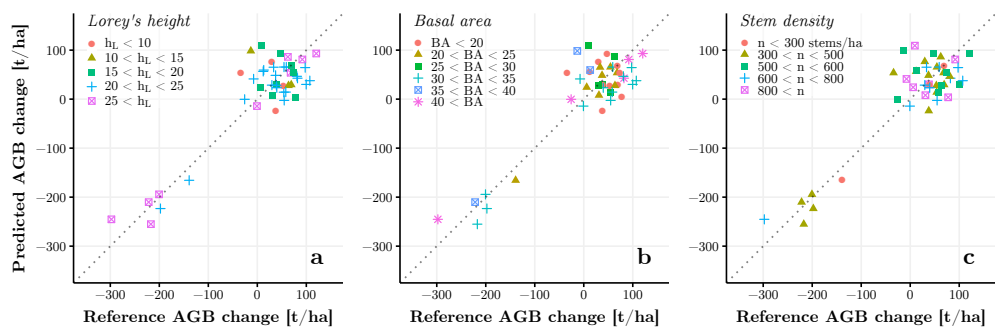 Predicted AGB change [t/ha]
100
0
−100
−200
−300
Lorey's height
h_L < 10
10 < h_L < 15
15 < h_L < 20
20 < h_L < 25
25 < h_L
a
−300 −200 −100 0 100
Reference AGB change [t/ha]
100
0
−100
−200
−300
Basal area
BA < 20
20 < BA < 25
25 < BA < 30
30 < BA < 35
35 < BA < 40
40 < BA
b
−300 −200 −100 0 100
Reference AGB change [t/ha]
100
0
−100
−200
−300
Stem density
n < 300 stems/ha
300 < n < 500
500 < n < 600
600 < n < 800
800 < n
c
−300 −200 −100 0 100
Reference AGB change [t/ha]